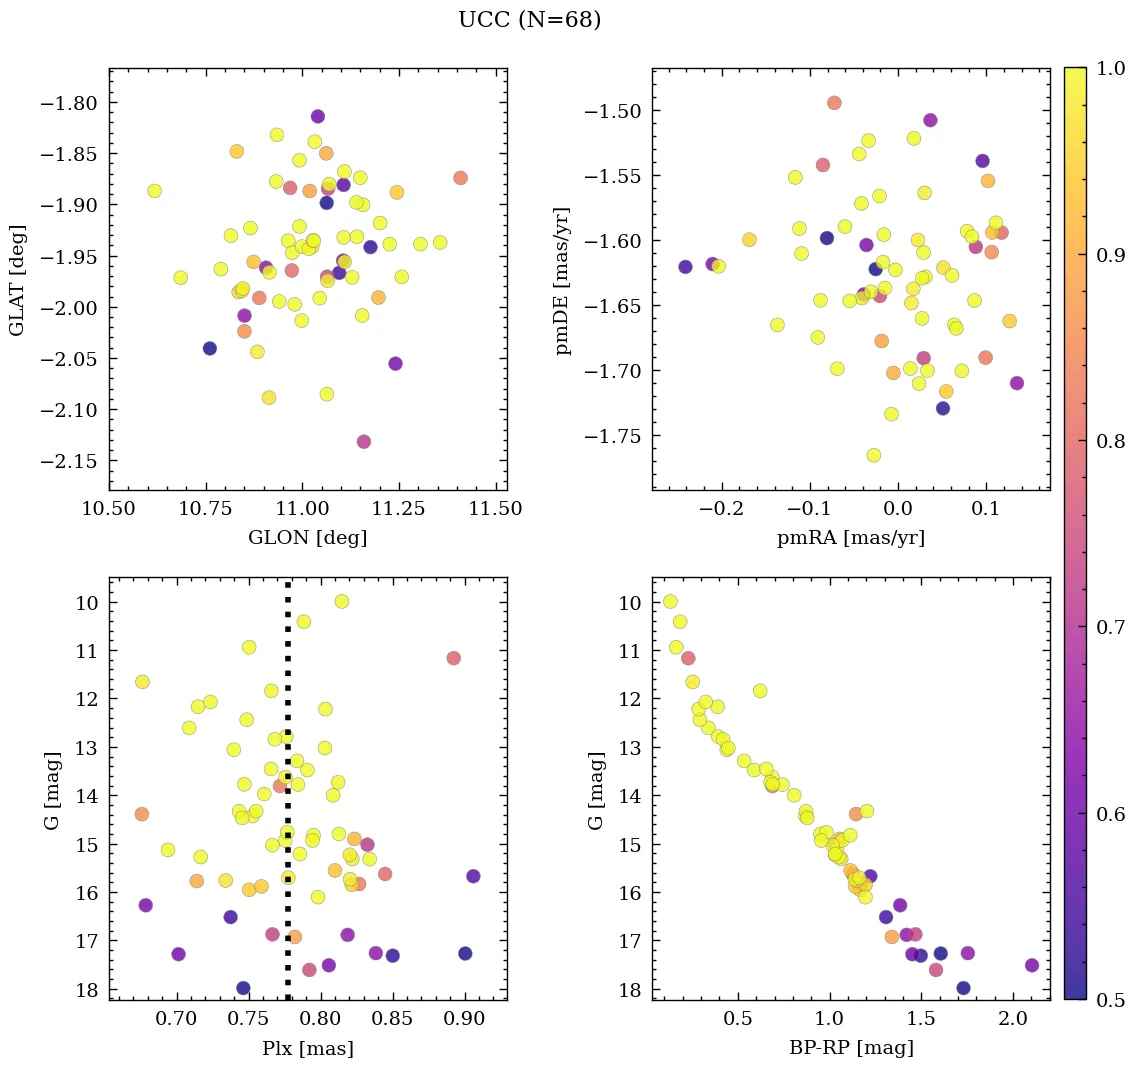 UCC (N=68)
−1.80
−1.85
−1.90
−1.95
−2.00
−2.05
−2.10
−2.15
GLAT [deg]
10.50 10.75 11.00 11.25 11.50
GLON [deg]
−1.50
−1.55
−1.60
−1.65
−1.70
−1.75
pmDE [mas/yr]
−0.2 −0.1 0.0 0.1
pmRA [mas/yr]
10
11
12
13
14
15
16
17
18
G [mag]
0.70 0.75 0.80 0.85 0.90
Plx [mas]
10
11
12
13
14
15
16
17
18
G [mag]
0.5 1.0 1.5 2.0
BP-RP [mag]
1.0
0.9
0.8
0.7
0.6
0.5